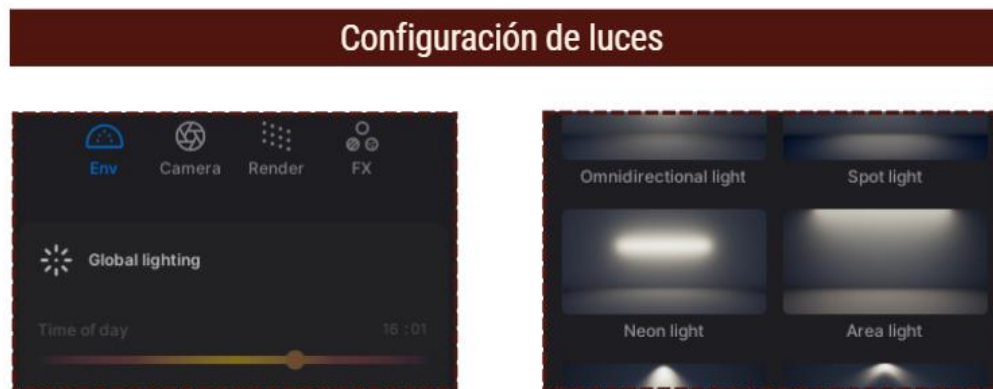 Configuración de luces
Env Camera Render FX
Global lighting
Time of day 16:01
Omnidirectional light Spot light
Neon light Area light